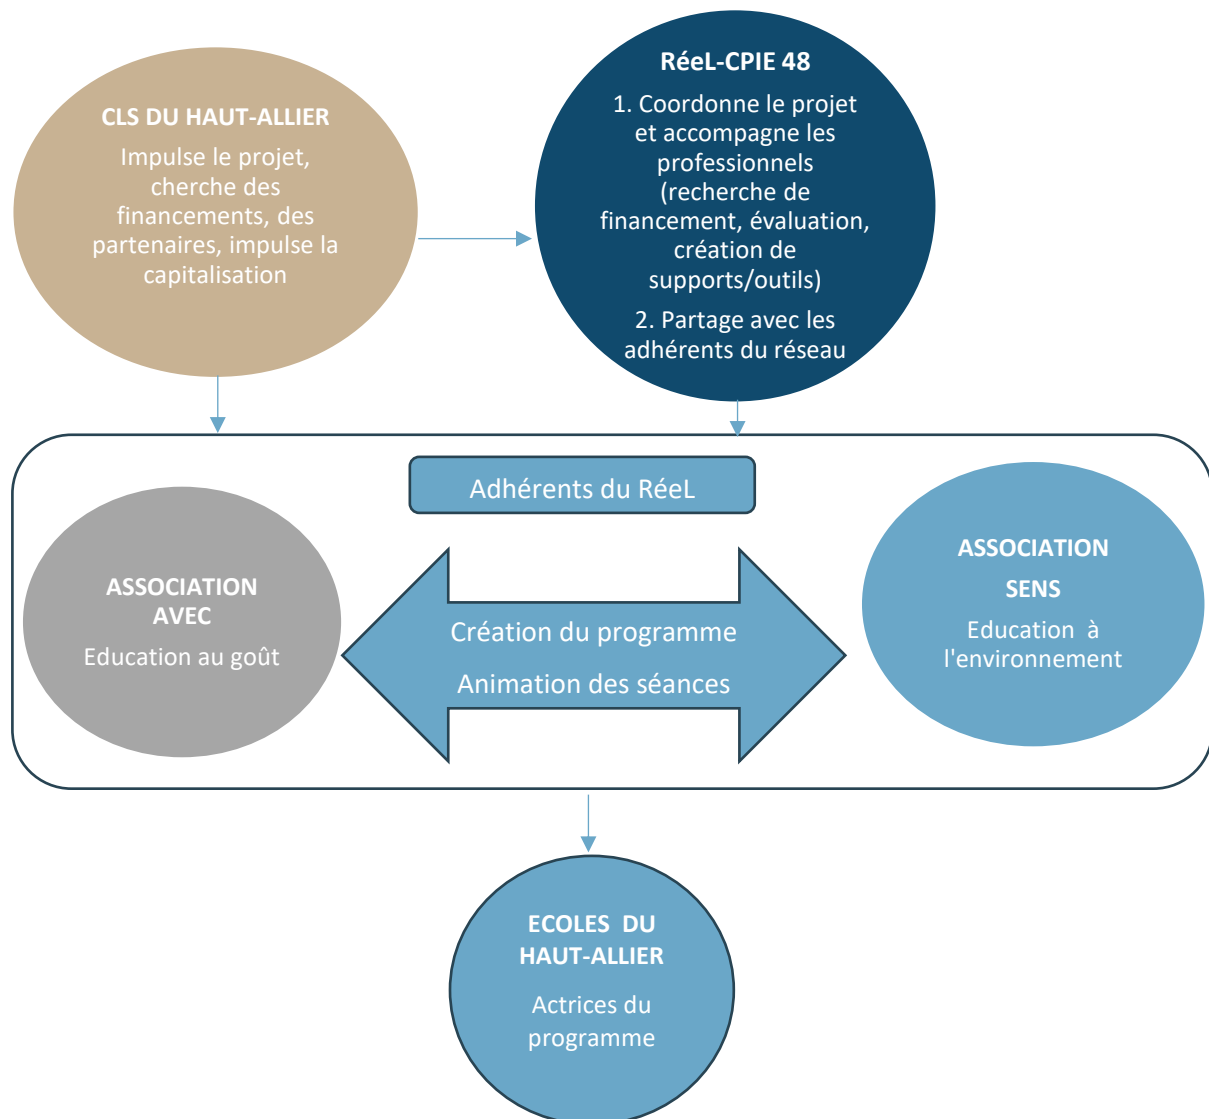 CLS DU HAUT-ALLIER
Impulse le projet,
cherche des
financements, des
partenaires, impulse la
capitalisation
RéeL-CPIE 48
1. Coordonne le projet
et accompagne les
professionnels
(recherche de
financement, évaluation,
création de
supports/outils)
2. Partage avec les
adhérents du réseau
Adhérents du RéeL
ASSOCIATION
AVEC
Education au goût
Création du programme
Animation des séances
ASSOCIATION
SENS
Education à
l'environnement
ECOLES DU
HAUT-ALLIER
Actrices du
programme